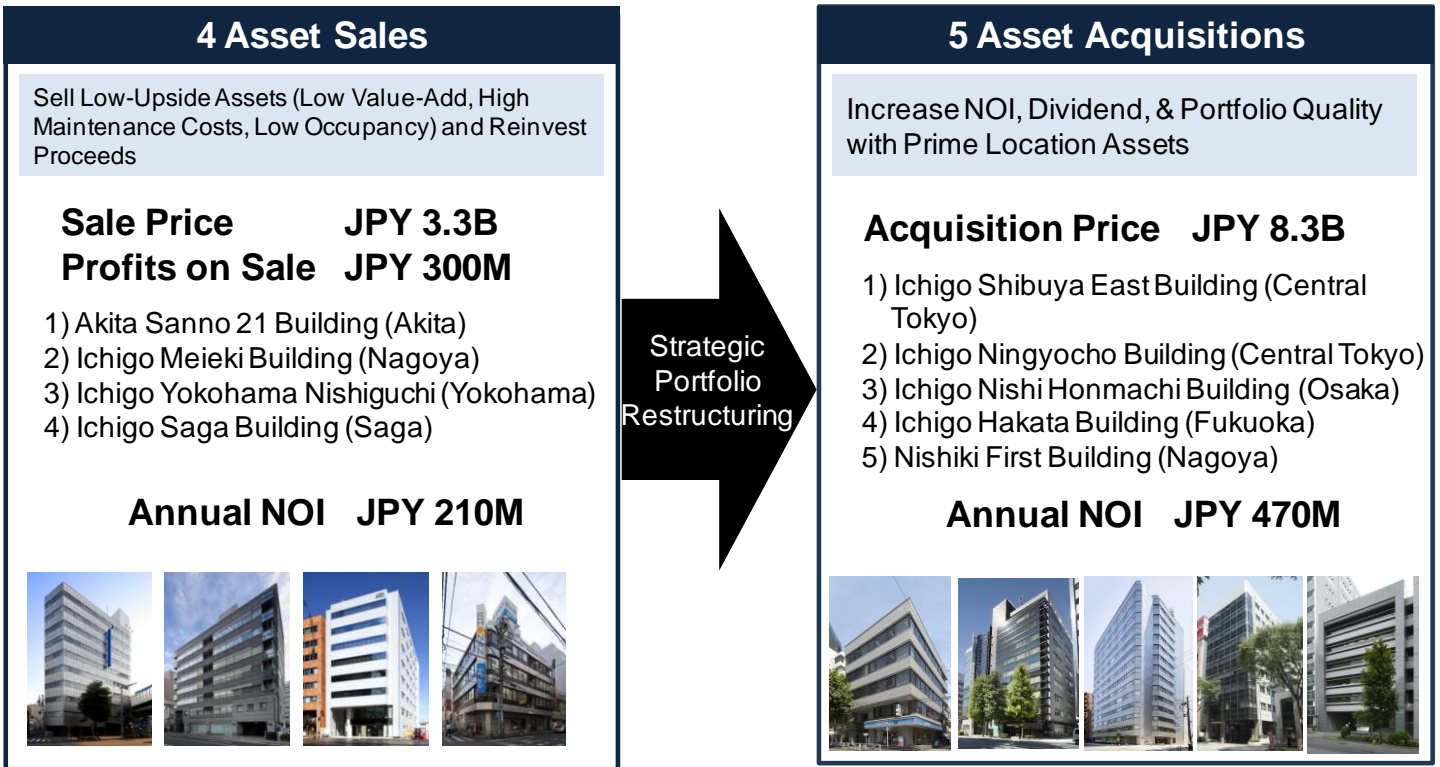 4 Asset Sales
Sell Low-Upside Assets (Low Value-Add, High
Maintenance Costs, Low Occupancy) and Reinvest
Proceeds
Sale Price JPY 3.3B
Profits on Sale JPY 300M
1) Akita Sanno 21 Building (Akita)
2) Ichigo Meieki Building (Nagoya)
3) Ichigo Yokohama Nishiguchi (Yokohama)
4) Ichigo Saga Building (Saga)
Annual NOI JPY 210M
Strategic
Portfolio
Restructuring
5 Asset Acquisitions
Increase NOI, Dividend, & Portfolio Quality
with Prime Location Assets
Acquisition Price JPY 8.3B
1) Ichigo Shibuya East Building (Central
Tokyo)
2) Ichigo Ningyocho Building (Central Tokyo)
3) Ichigo Nishi Honmachi Building (Osaka)
4) Ichigo Hakata Building (Fukuoka)
5) Nishiki First Building (Nagoya)
Annual NOI JPY 470M